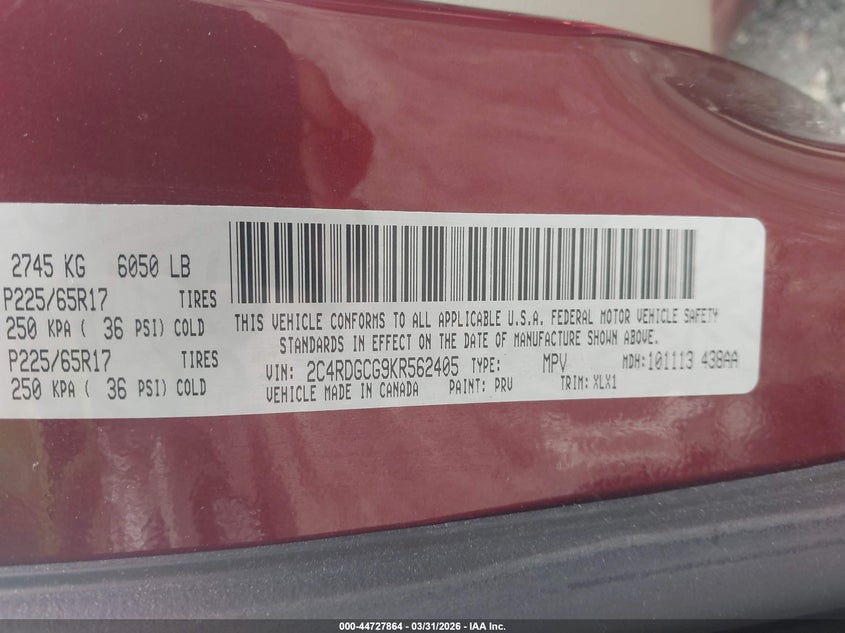 2745 KG 6050 LB
P225/65R17 TIRES
250 KPA ( 36 PSI) COLD
P225/65R17 TIRES
250 KPA ( 36 PSI) COLD
THIS VEHICLE CONFORMS TO ALL APPLICABLE U.S.A. FEDERAL MOTOR VEHICLE SAFETY
STANDARDS IN EFFECT ON THE DATE OF MANUFACTURE SHOWN ABOVE.
VIN: 2C4RDGCG9KR562405 TYPE: MPV MDH:101113 438AA
VEHICLE MADE IN CANADA PAINT: PRV TRIM: XLX1
000-44727864 | 03/31/2026 - IAA Inc.